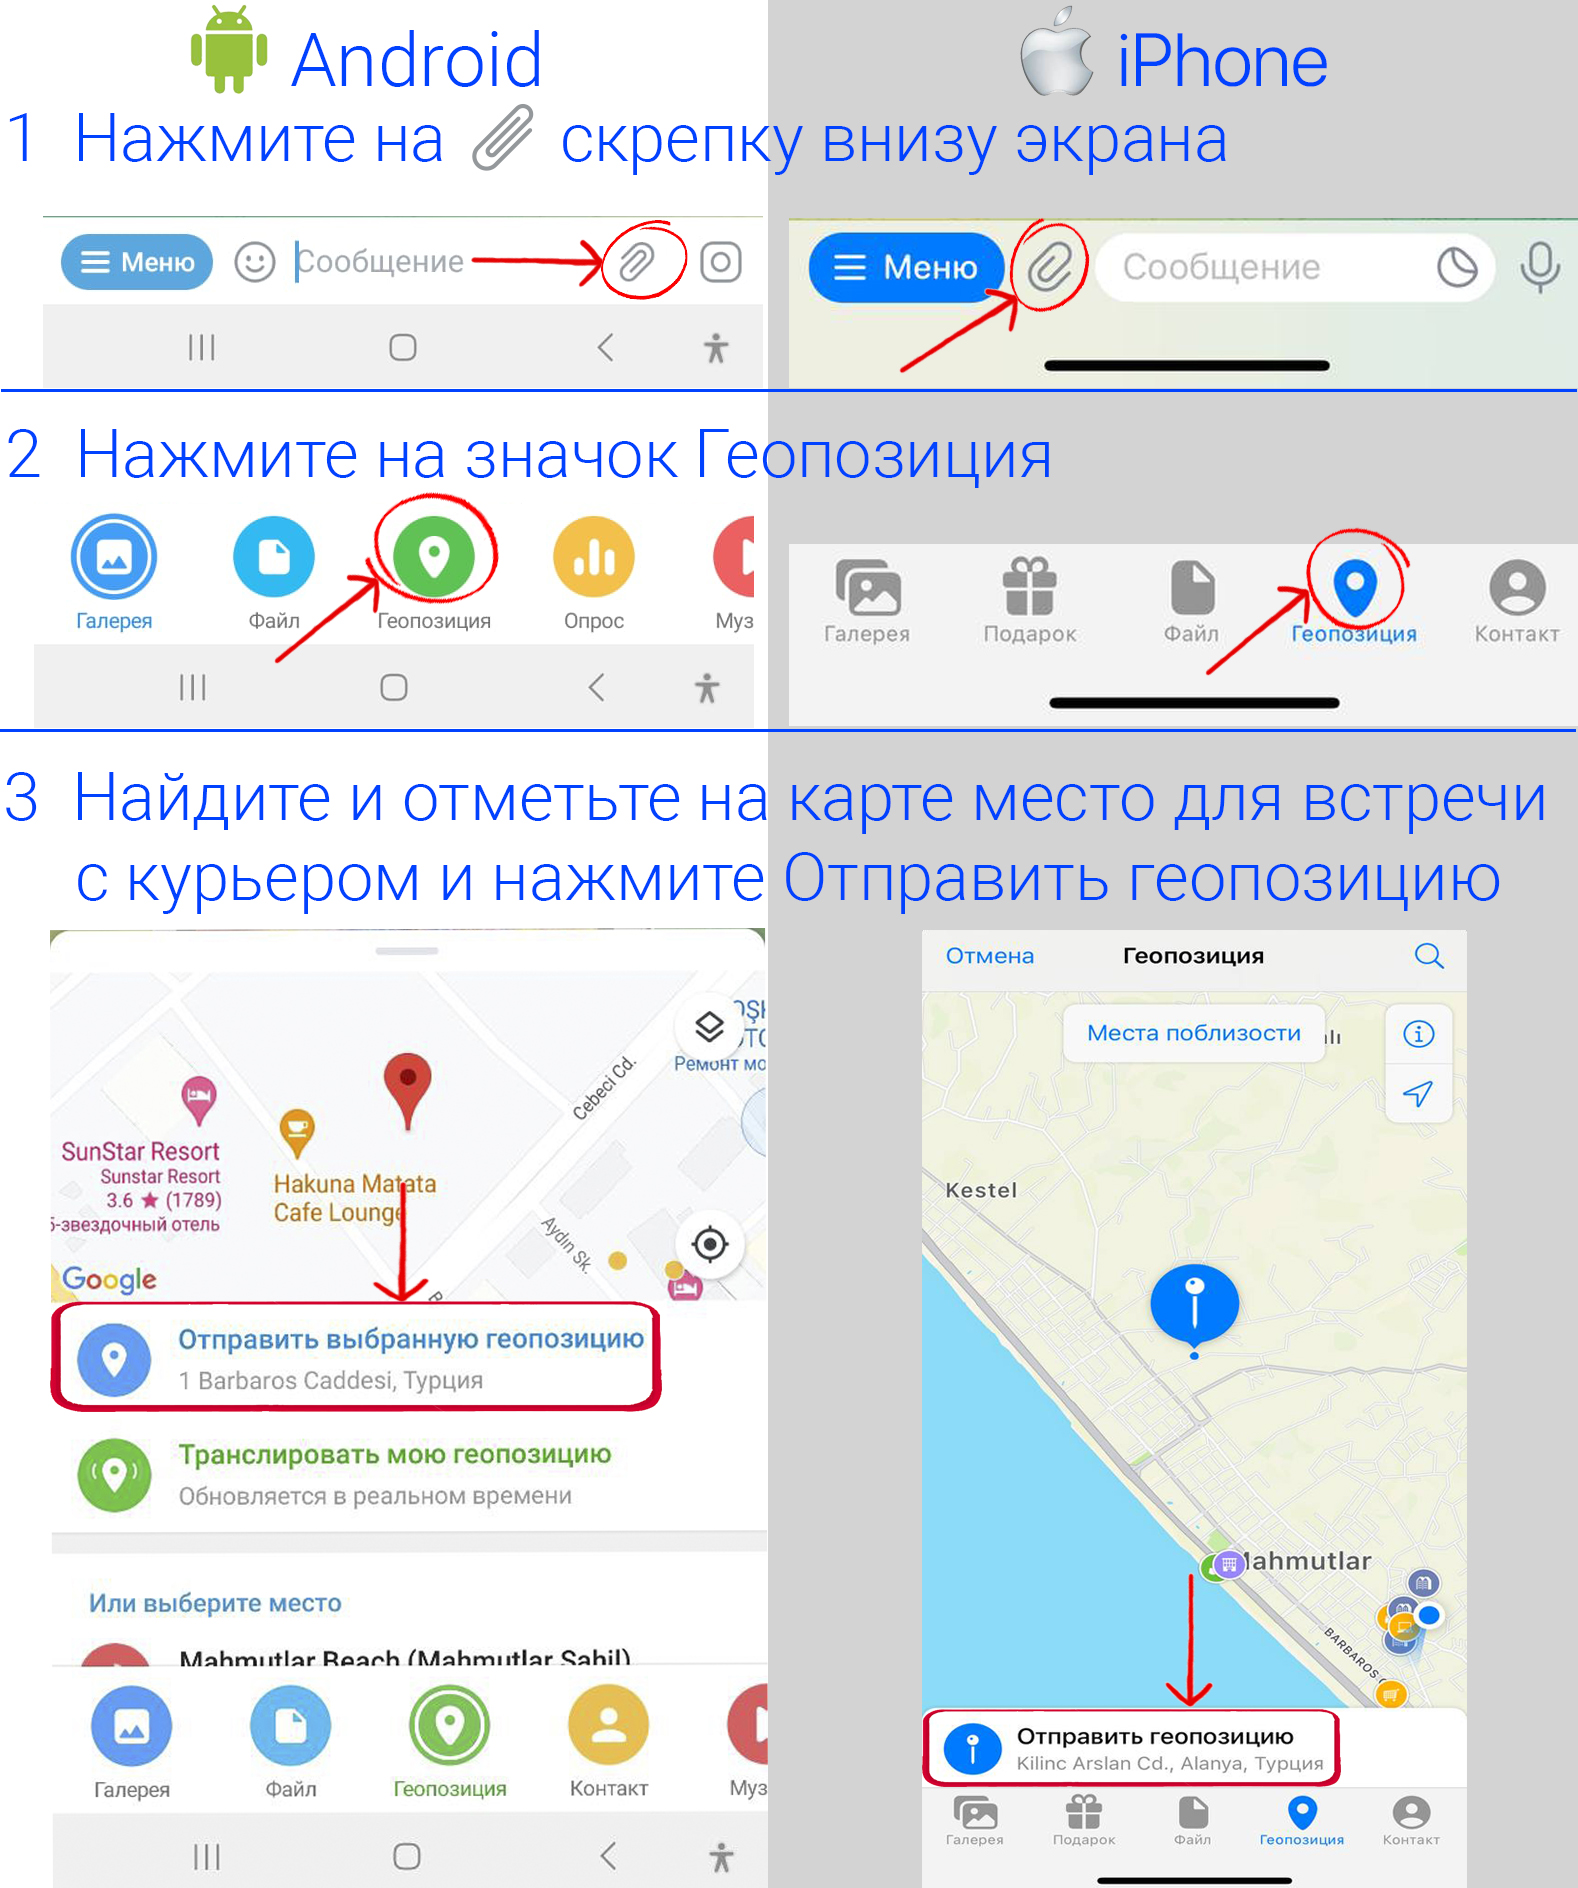 Android
iPhone
1 Нажмите на скрепку внизу экрана
Меню
Сообщение
Меню
Сообщение
2 Нажмите на значок Геопозиция
Галерея
Файл
Геопозиция
Опрос
Муз
Галерея
Подарок
Файл
Геопозиция
Контакт
3 Найдите и отметьте на карте место для встречи
с курьером и нажмите Отправить геопозицию
Ремонт мо
Cebeci Cd.
SunStar Resort
Sunstar Resort
3.6 ★ (1789)
5-звездочный отель
Hakuna Matata
Cafe Lounge
Aydın Sk.
Google
Отправить выбранную геопозицию
1 Barbaros Caddesi, Турция
Транслировать мою геопозицию
Обновляется в реальном времени
Или выберите место
Mahmutlar Beach (Mahmutlar Sahil)
Галерея
Файл
Геопозиция
Контакт
Муз
Отмена
Геопозиция
Места поблизости
Kestel
Mahmutlar
BARBAROS C
Отправить геопозицию
Kilinc Arslan Cd., Alanya, Турция
Галерея
Подарок
Файл
Геопозиция
Контакт